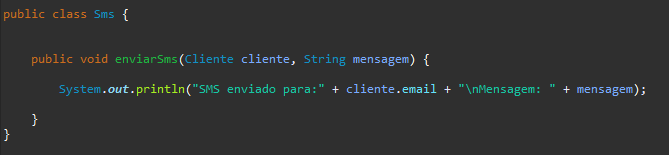 public class Sms {
public void enviarSms(Cliente cliente, String mensagem) {
System.out.println("SMS enviado para:" + cliente.email + "\nMensagem: " + mensagem);
}
}